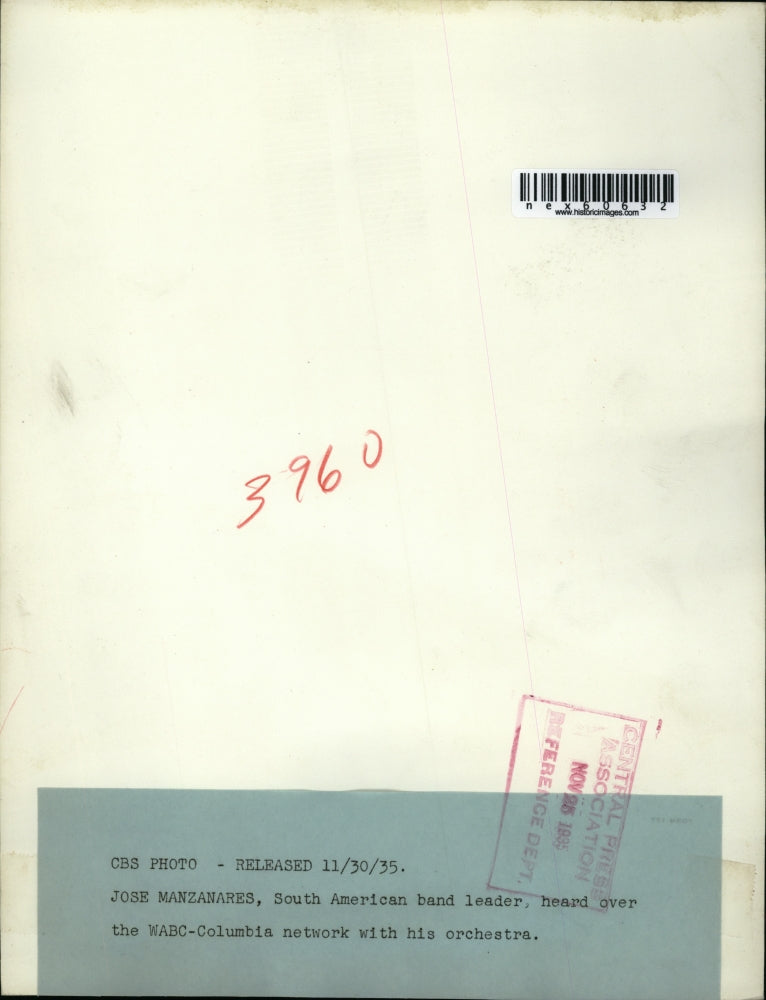 nex60632
www.historicimages.com
3960
CENTRAL PRESS
ASSOCIATION
1935
REFERENCE DEPT.
CBS PHOTO - RELEASED 11/30/35.
JOSE MANZANARES, South American band leader, heard over
the WABC-Columbia network with his orchestra.